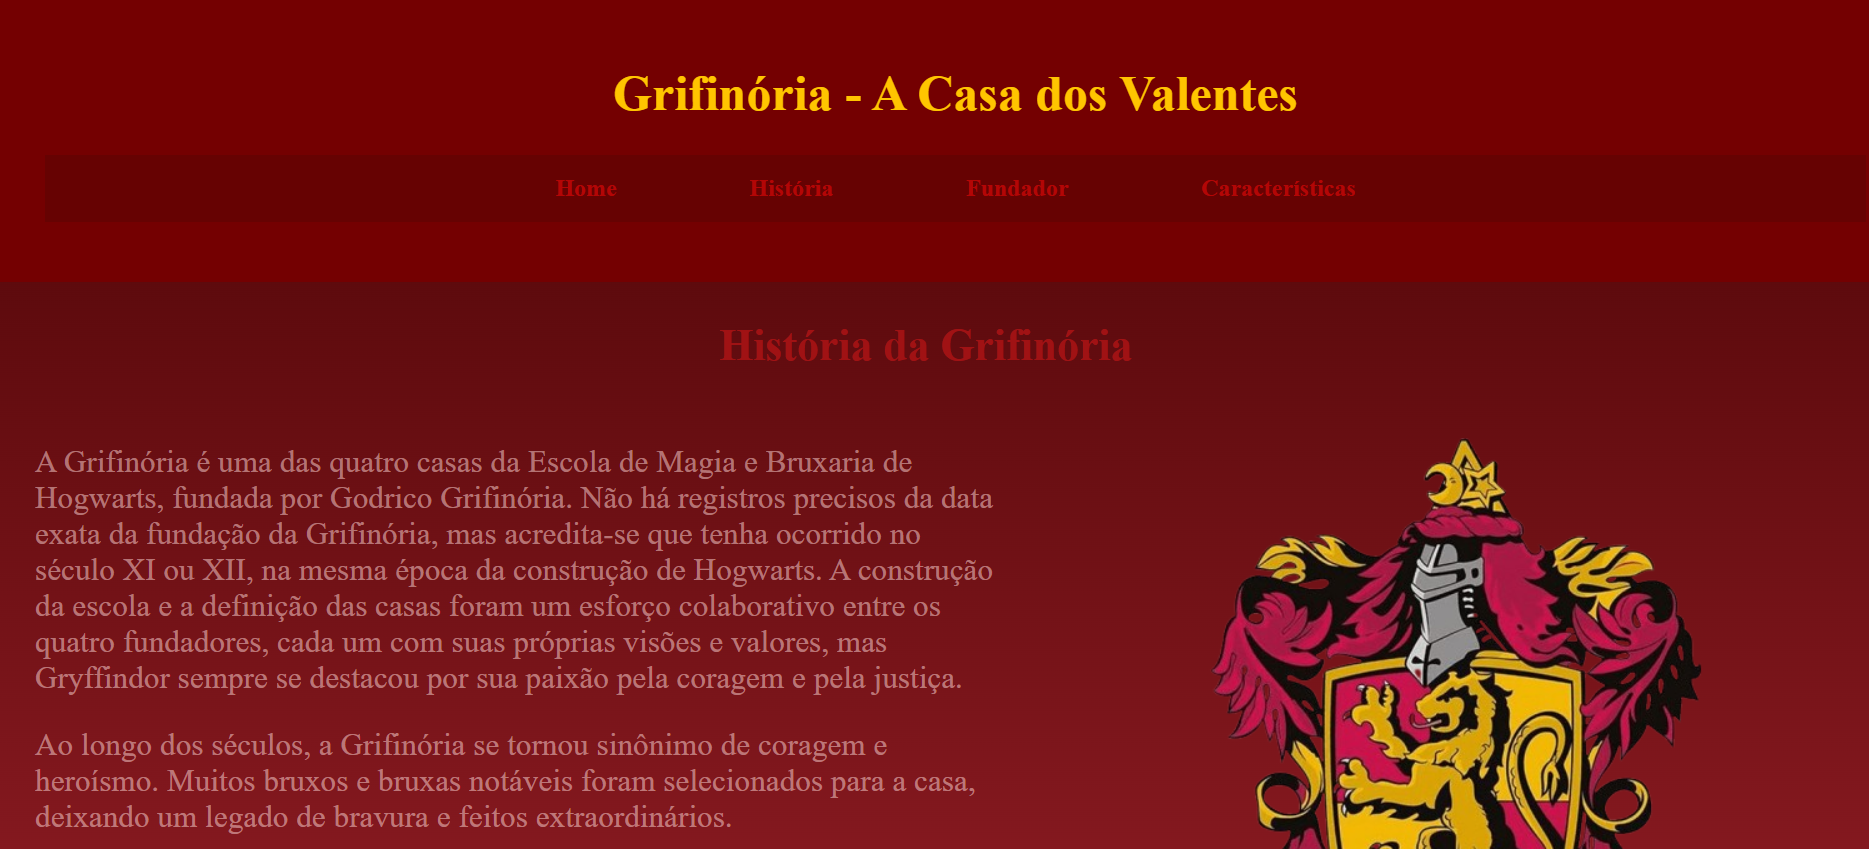 Grifinória - A Casa dos Valentes
Home
História
Fundador
Características
História da Grifinória
A Grifinória é uma das quatro casas da Escola de Magia e Bruxaria de
Hogwarts, fundada por Godrico Grifinória. Não há registros precisos da data
exata da fundação da Grifinória, mas acredita-se que tenha ocorrido no
século XI ou XII, na mesma época da construção de Hogwarts. A construção
da escola e a definição das casas foram um esforço colaborativo entre os
quatro fundadores, cada um com suas próprias visões e valores, mas
Gryffindor sempre se destacou por sua paixão pela coragem e pela justiça.
Ao longo dos séculos, a Grifinória se tornou sinônimo de coragem e
heroísmo. Muitos bruxos e bruxas notáveis foram selecionados para a casa,
deixando um legado de bravura e feitos extraordinários.